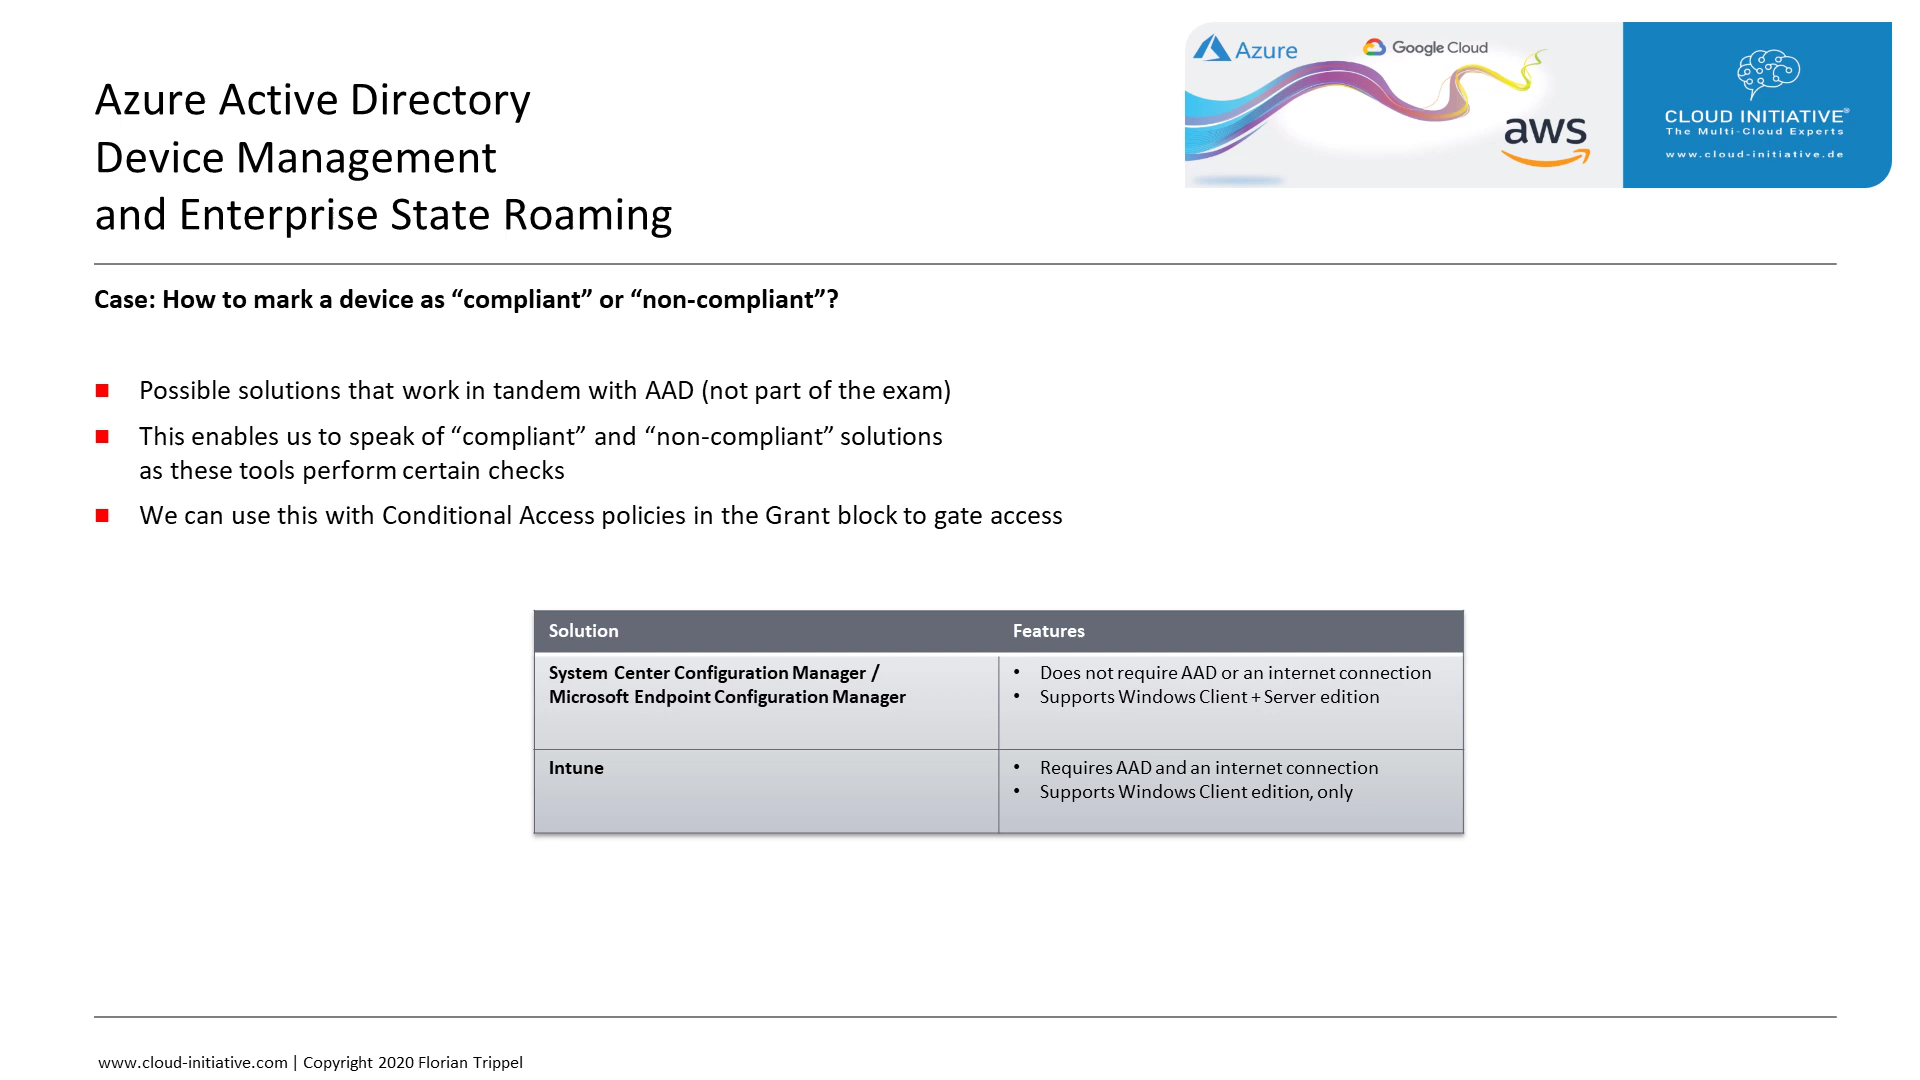 Azure Active Directory
Device Management
and Enterprise State Roaming
Azure
Google Cloud
aws
CLOUD INITIATIVE®
The Multi-Cloud Experts
www.cloud-initiative.de
Case: How to mark a device as “compliant” or “non-compliant”?
Possible solutions that work in tandem with AAD (not part of the exam)
This enables us to speak of “compliant” and “non-compliant” solutions
as these tools perform certain checks
We can use this with Conditional Access policies in the Grant block to gate access
Solution
Features
System Center Configuration Manager /
Microsoft Endpoint Configuration Manager
• Does not require AAD or an internet connection
• Supports Windows Client + Server edition
Intune
• Requires AAD and an internet connection
• Supports Windows Client edition, only
www.cloud-initiative.com | Copyright 2020 Florian Trippel